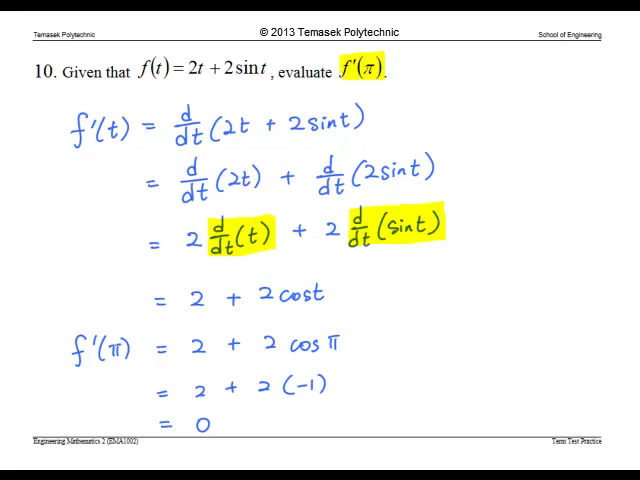 Temasek Polytechnic © 2013 Temasek Polytechnic School of Engineering
10. Given that f(t) = 2t + 2 sin t , evaluate f'(π).
f'(t) = d/dt (2t + 2sint)
= d/dt (2t) + d/dt (2sint)
= 2 d/dt (t) + 2 d/dt (sint)
= 2 + 2cost
f'(π) = 2 + 2 cos π
= 2 + 2 (-1)
= 0
Engineering Mathematics 2 (EMA1002) Term Test Practice